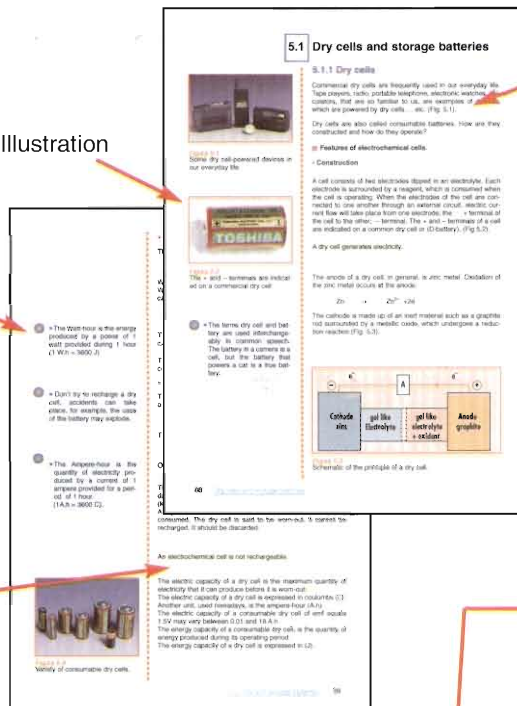 5.1 Dry cells and storage batteries
5.1.1 Dry cells
Commercial dry cells are frequently used in our everyday life.
Tape players, radio, portable telephone, electronic watches,
that are so familiar to us, are examples of
which are powered by dry cells ... etc. (Fig. 5.1).
Dry cells are also called consumable batteries. How are they
constructed and how do they operate?
Features of electrochemical cells.
- Construction
A cell consists of two electrodes dipped in an electrolyte. Each
electrode is surrounded by a reagent, which is consumed when
the cell is operating. When the electrodes of the cell are con-
nected to one another through an external circuit, electric cur-
rent flow will take place from one electrode, the + terminal of
the cell to the other, – terminal. The + and – terminals of a cell
are indicated on a common dry cell or (D-battery). (Fig 5.2)
A dry cell generates electricity.
The anode of a dry cell, in general, is zinc metal. Oxidation of
the zinc metal occurs at the anode:
Zn → Zn²⁺ +2e
The cathode is made up of an inert material such as a graphite
rod surrounded by a metallic oxide, which undergoes a reduc-
tion reaction (Fig. 5.3).
e⁻ A e⁻
– +
Cathode
zinc
gel like
Electrolyte
gel like
electrolyte
+ oxidant
Anode
graphite
Figure 5.3
Schematic of the principle of a dry cell.
Figure 5.1
Some dry cell-powered devices in
our everyday life
Illustration
TOSHIBA
Figure 5.2
The + and – terminals are indicat-
ed on a commercial dry cell
• The terms dry cell and bat-
tery are used interchange-
ably in common speech.
The battery in a camera is a
cell, but the battery that
powers a car is a true bat-
tery.
• The Watt-hour is the energy
produced by a power of 1
watt provided during 1 hour
(1 W.h = 3600 J)
• Don't try to recharge a dry
cell, accidents can take
place, for example, the case
of the battery may explode.
• The Ampere-hour is the
quantity of electricity pro-
duced by a current of 1
ampere provided for a peri-
od of 1 hour.
(1A.h = 3600 C).
consumed. The dry cell is said to be worn-out. It cannot be
recharged. It should be discarded.
An electrochemical cell is not rechargeable.
The electric capacity of a dry cell is the maximum quantity of
electricity that it can produce before it is worn-out.
The electric capacity of a dry cell is expressed in coulombs (C)
Another unit, used nowadays, is the ampere-hour (A.h).
The electric capacity of a consumable dry cell of emf equals
1.5V may vary between 0.01 and 18 A.h
The energy capacity of a consumable dry cell, is the quantity of
energy produced during its operating period
The energy capacity of a dry cell is expressed in (J).
Variety of consumable dry cells.